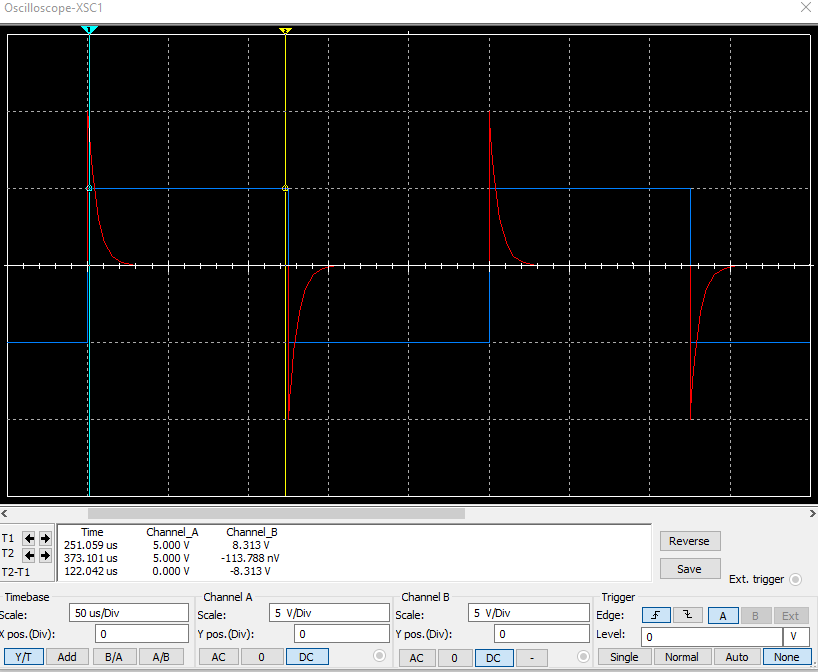 Oscilloscope-XSC1
1
2
Time Channel_A Channel_B
T1 251.059 us 5.000 V 8.313 V
T2 373.101 us 5.000 V -113.788 nV
T2-T1 122.042 us 0.000 V -8.313 V
Reverse
Save
Ext. trigger
Timebase Channel A Channel B Trigger
Scale: 50 us/Div Scale: 5 V/Div Scale: 5 V/Div Edge: A B Ext
X pos.(Div): 0 Y pos.(Div): 0 Y pos.(Div): 0 Level: 0 V
Y/T Add B/A A/B AC 0 DC AC 0 DC - Single Normal Auto None